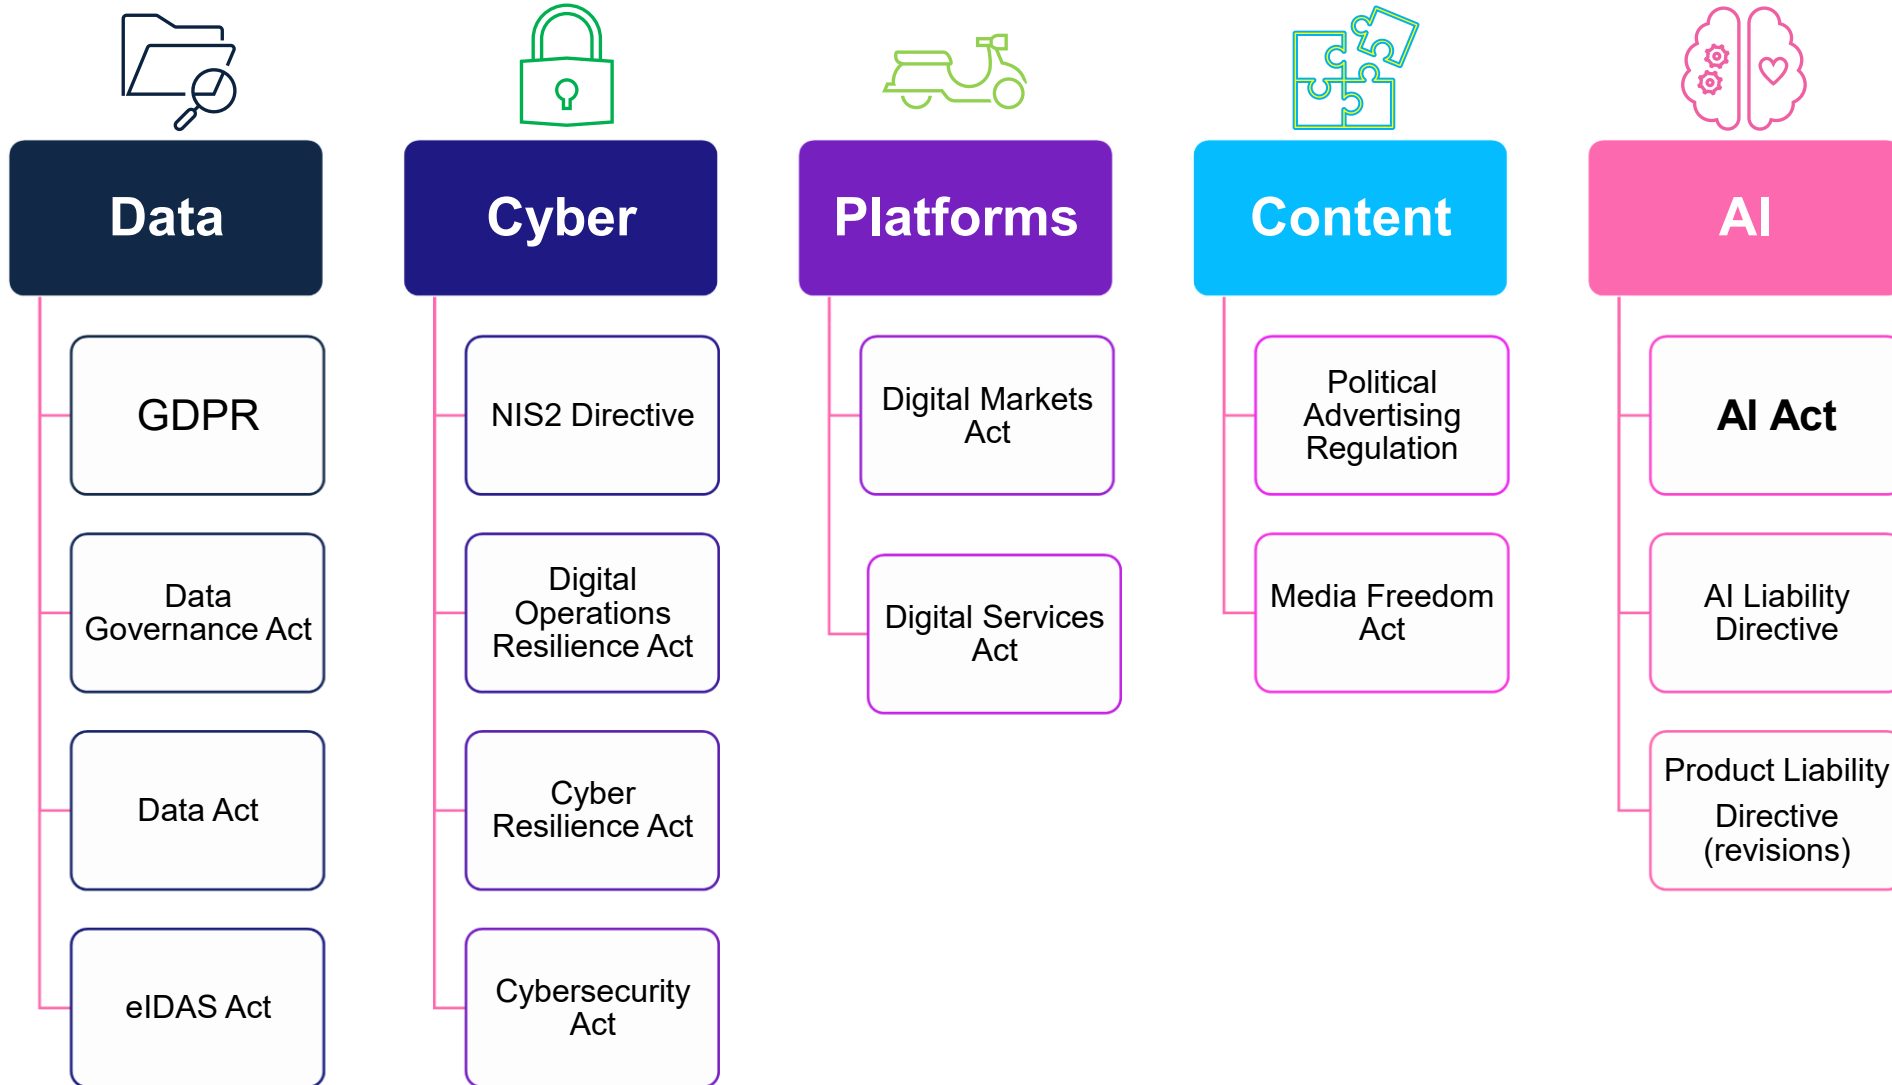 Data
GDPR
Data
Governance Act
Data Act
eIDAS Act
Cyber
NIS2 Directive
Digital
Operations
Resilience Act
Cyber
Resilience Act
Cybersecurity
Act
Platforms
Digital Markets
Act
Digital Services
Act
Content
Political
Advertising
Regulation
Media Freedom
Act
AI
AI Act
AI Liability
Directive
Product Liability
Directive
(revisions)